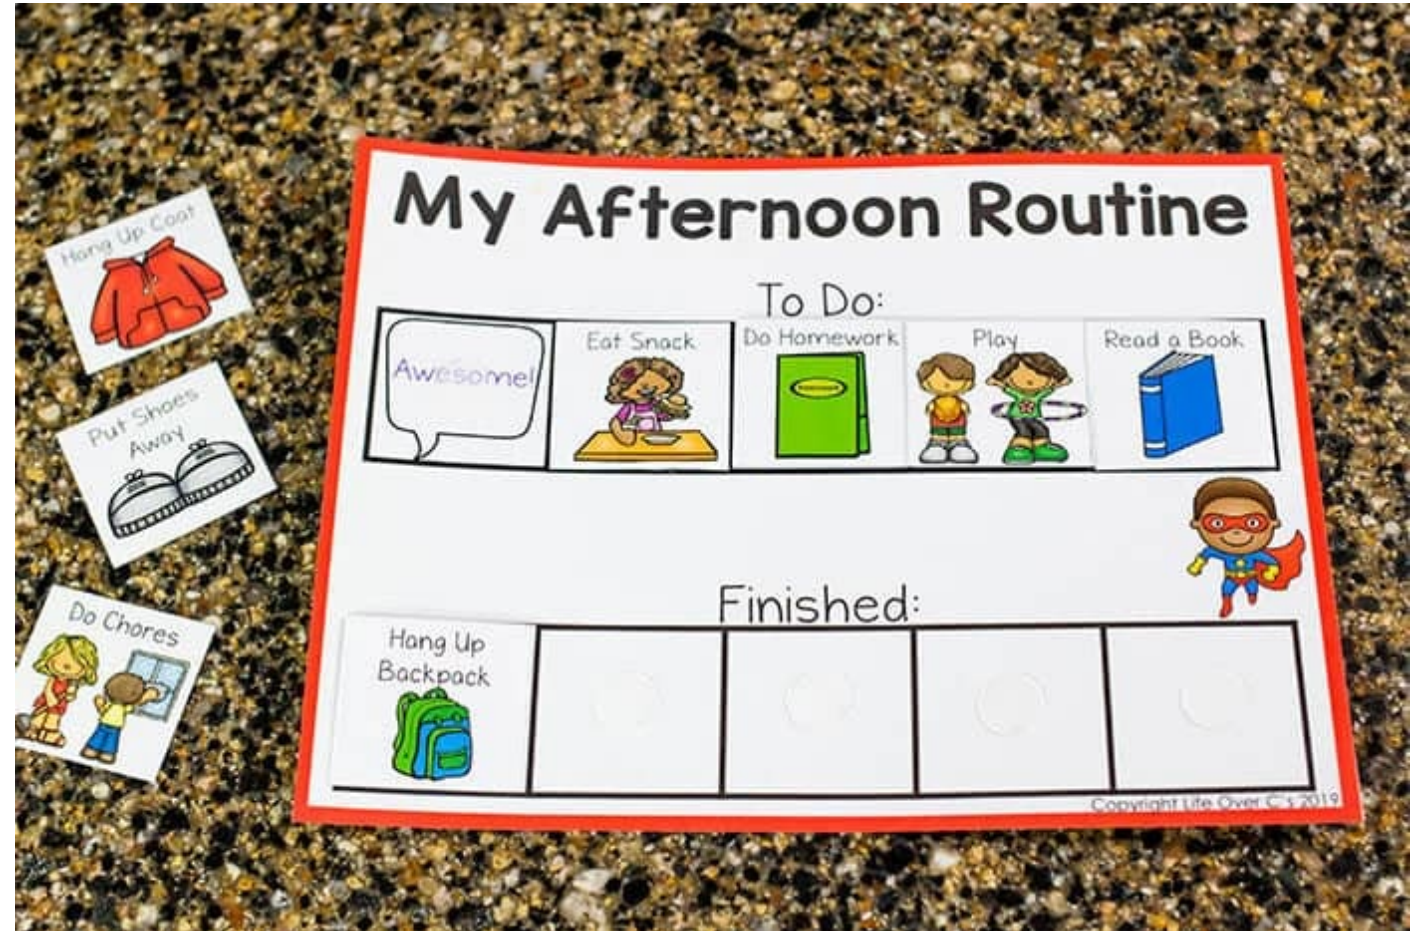 My Afternoon Routine
To Do:
Awesome!
Eat Snack
Do Homework
Play
Read a Book
Finished:
Hang Up
Backpack
Copyright Life Over C's 2019
Hang Up Coat
Put Shoes
Away
Do Chores